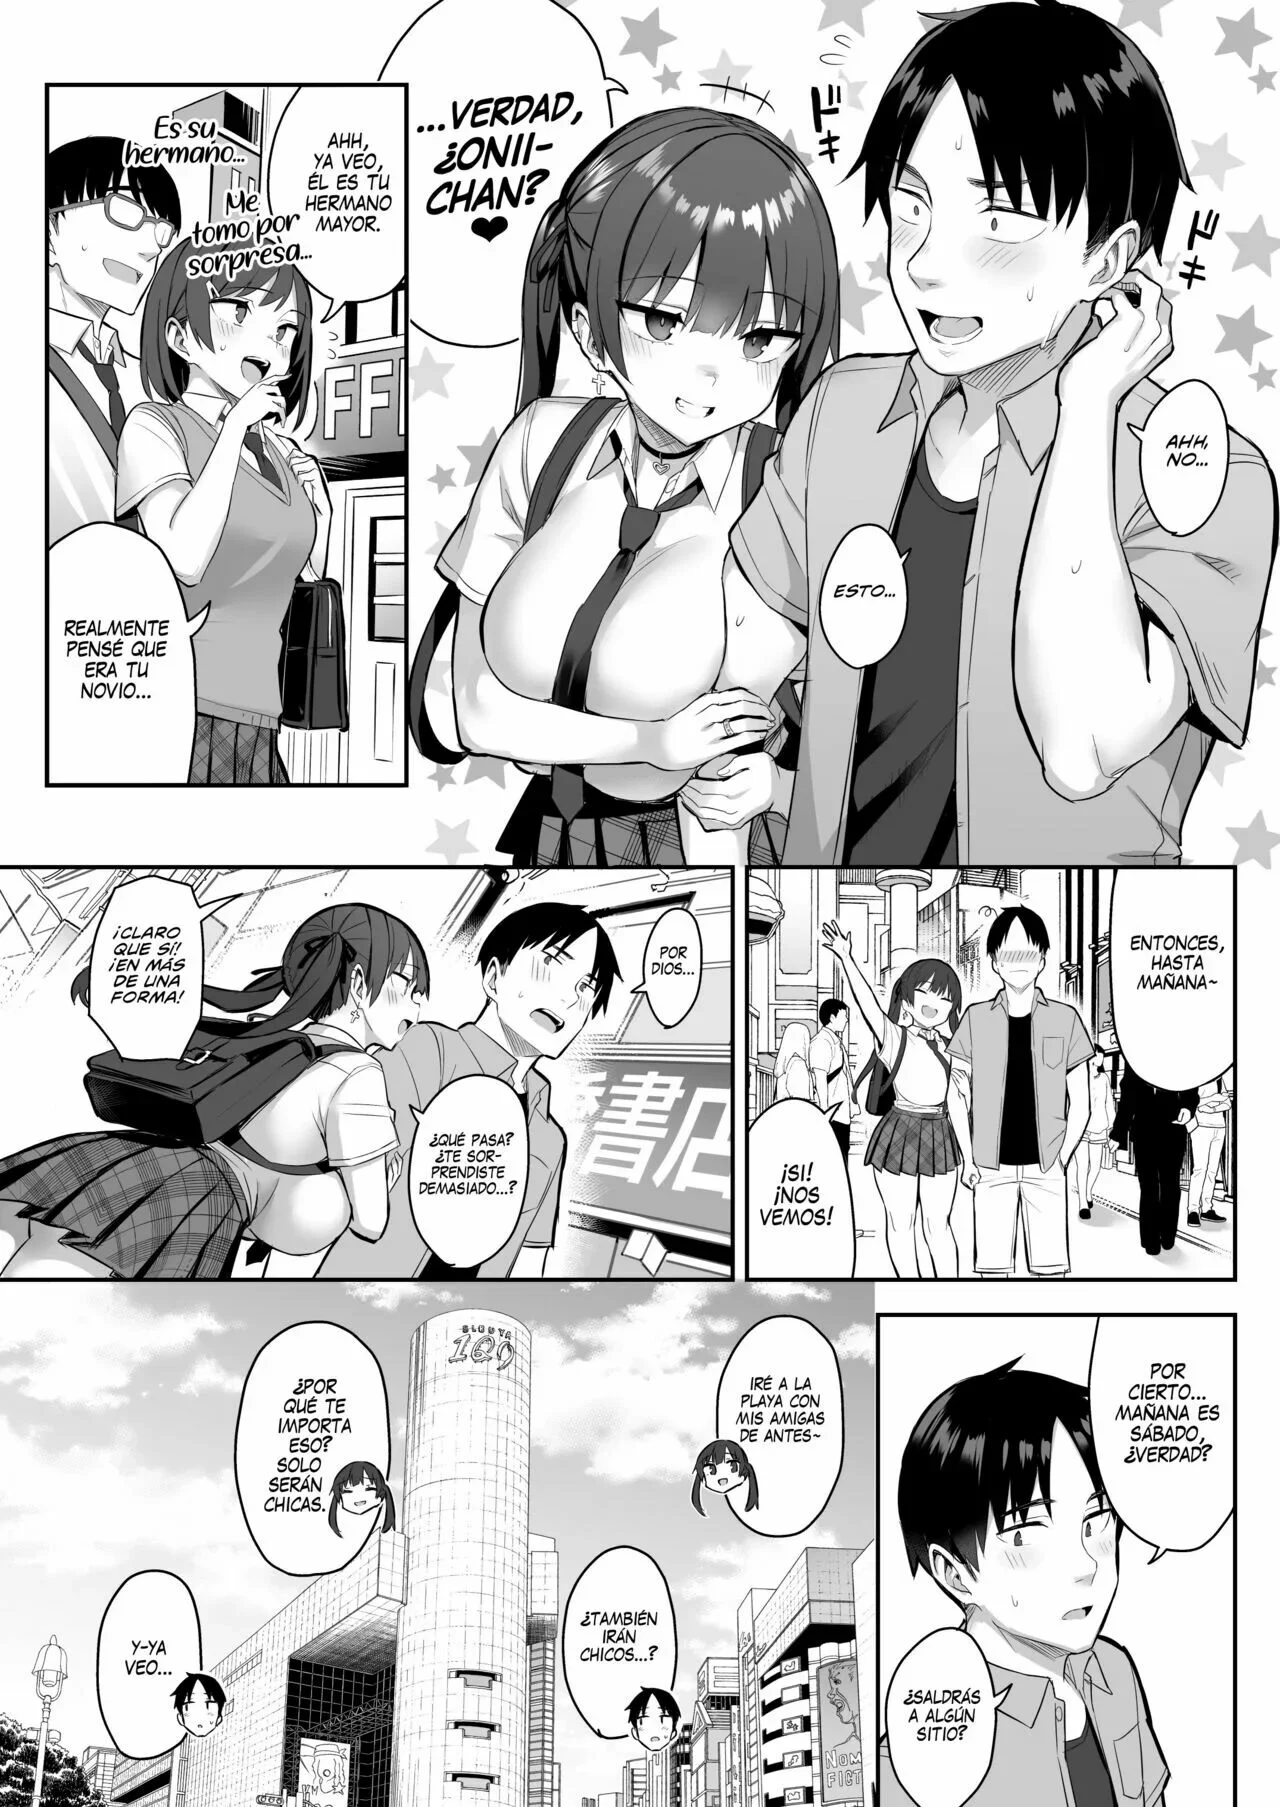 ...VERDAD,
¿ONII-
CHAN?
♥
ドキ
ドキ
AHH,
NO...
ESTO...
AHH,
YA VEO,
ÉL ES TU
HERMANO
MAYOR.
Es su
hermano...
Me
tomo por
sorpresa...
OFFE
REALMENTE
PENSÉ QUE
ERA TU
NOVIO...
¡CLARO
QUE SÍ!
¡EN MÁS
DE UNA
FORMA!
POR
DIOS...
¿QUÉ PASA?
¿TE SOR-
PRENDISTE
DEMASIADO...?
書店
ENTONCES,
HASTA
MAÑANA~
¡SI!
¡NOS
VEMOS!
POR
CIERTO...
MAÑANA ES
SÁBADO,
¿VERDAD?
¿SALDRÁS
A ALGÚN
SITIO?
IRÉ A LA
PLAYA CON
MIS AMIGAS
DE ANTES~
¿TAMBIÉN
IRÁN
CHICOS...?
¿POR
QUÉ TE
IMPORTA
ESO?
SOLO
SERÁN
CHICAS.
Y-YA
VEO...
NOM
FICT